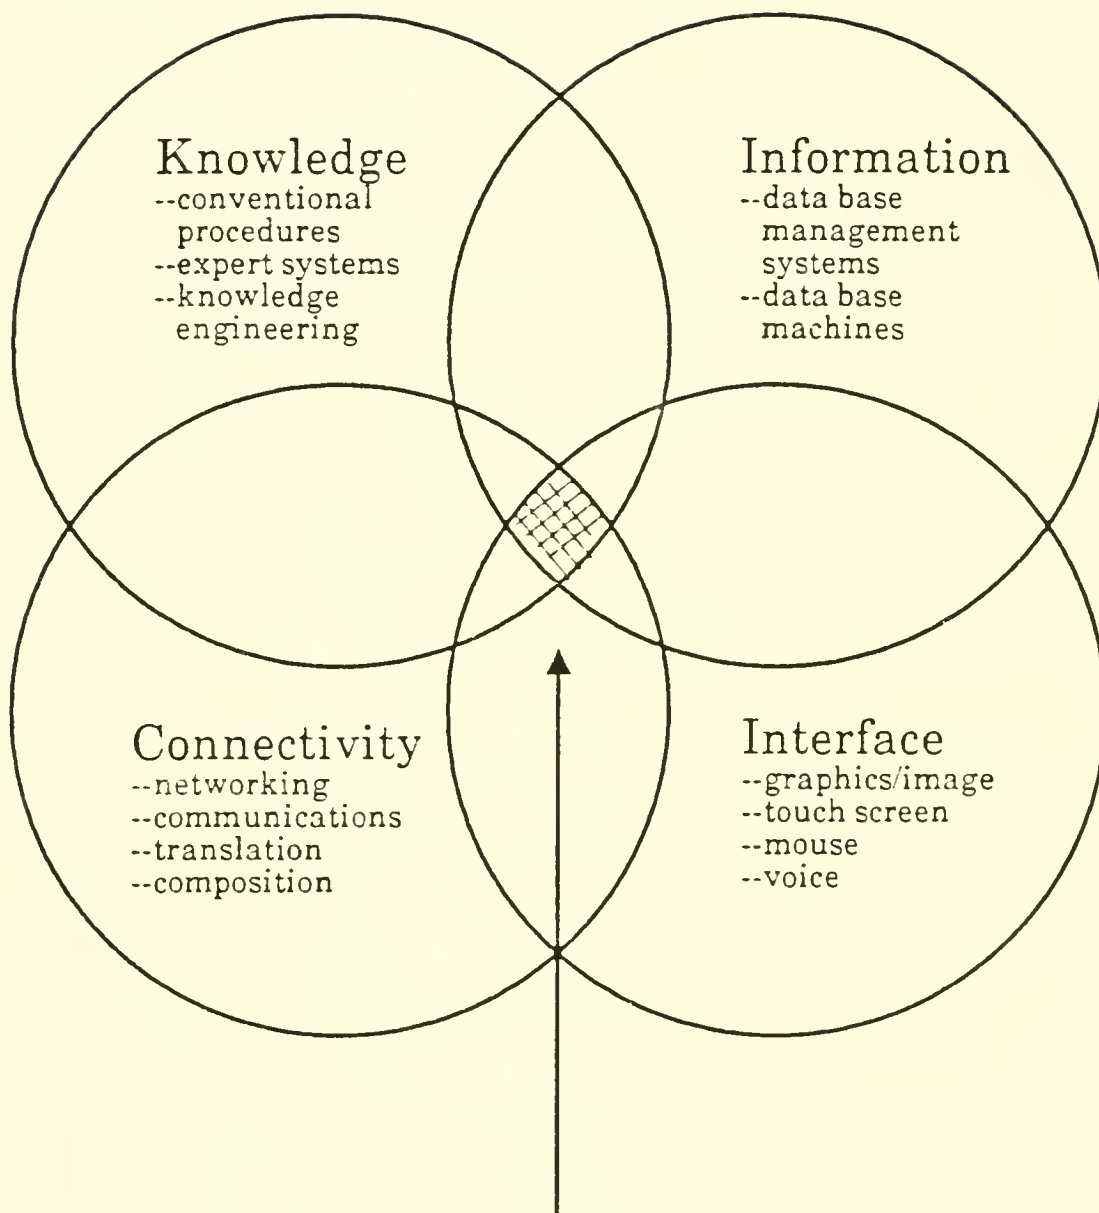 Knowledge
--conventional
procedures
--expert systems
--knowledge
engineering
Information
--data base
management
systems
--data base
machines
Connectivity
--networking
--communications
--translation
--composition
Interface
--graphics/image
--touch screen
--mouse
--voice